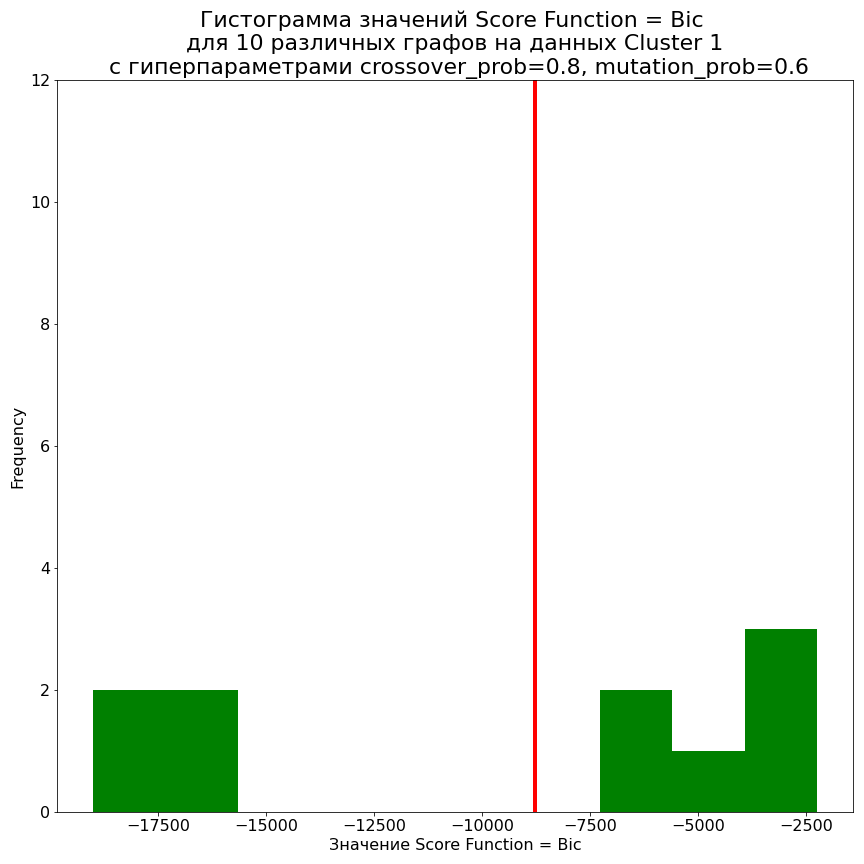 Гистограмма значений Score Function = Bic
для 10 различных графов на данных Cluster 1
с гиперпараметрами crossover_prob=0.8, mutation_prob=0.6
12
10
8
6
4
2
0
Frequency
−17500 −15000 −12500 −10000 −7500 −5000 −2500
Значение Score Function = Bic